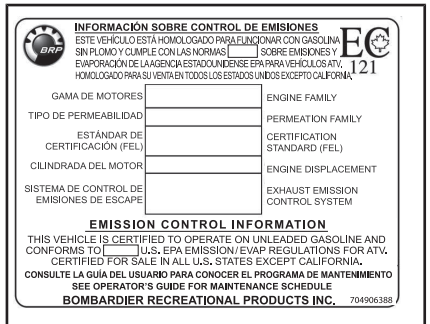 BRP
INFORMACIÓN SOBRE CONTROL DE EMISIONES
ESTE VEHÍCULO ESTÁ HOMOLOGADO PARA FUNCIONAR CON GASOLINA
SIN PLOMO Y CUMPLE CON LAS NORMAS SOBRE EMISIONES Y
EVAPORACIÓN DE LA AGENCIA ESTADOUNIDENSE EPA PARA VEHÍCULOS ATV.
HOMOLOGADO PARA SU VENTA EN TODOS LOS ESTADOS UNIDOS EXCEPTO CALIFORNIA.
EC
121
GAMA DE MOTORES ENGINE FAMILY
TIPO DE PERMEABILIDAD PERMEATION FAMILY
ESTÁNDAR DE CERTIFICATION
CERTIFICACIÓN (FEL) STANDARD (FEL)
CILINDRADA DEL MOTOR ENGINE DISPLACEMENT
SISTEMA DE CONTROL DE EXHAUST EMISSION
EMISIONES DE ESCAPE CONTROL SYSTEM
EMISSION CONTROL INFORMATION
THIS VEHICLE IS CERTIFIED TO OPERATE ON UNLEADED GASOLINE AND
CONFORMS TO U.S. EPA EMISSION/EVAP REGULATIONS FOR ATV.
CERTIFIED FOR SALE IN ALL U.S. STATES EXCEPT CALIFORNIA.
CONSULTE LA GUÍA DEL USUARIO PARA CONOCER EL PROGRAMA DE MANTENIMIENTO
SEE OPERATOR'S GUIDE FOR MAINTENANCE SCHEDULE
BOMBARDIER RECREATIONAL PRODUCTS INC. 704906388